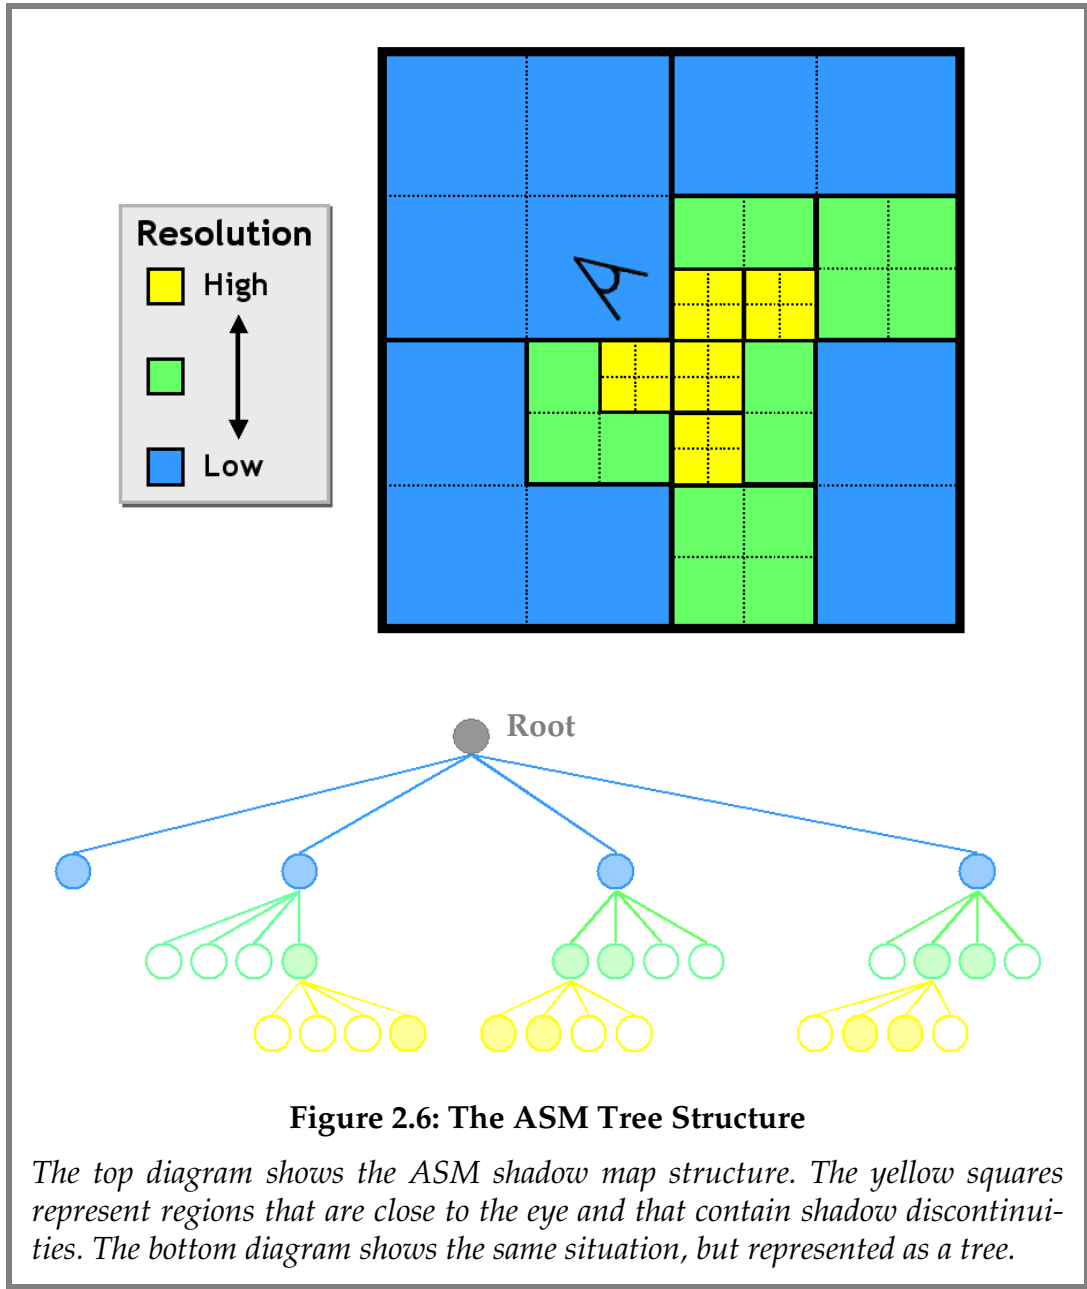 Resolution
High
Low
Root
Figure 2.6: The ASM Tree Structure
The top diagram shows the ASM shadow map structure. The yellow squares
represent regions that are close to the eye and that contain shadow discontinui-
ties. The bottom diagram shows the same situation, but represented as a tree.